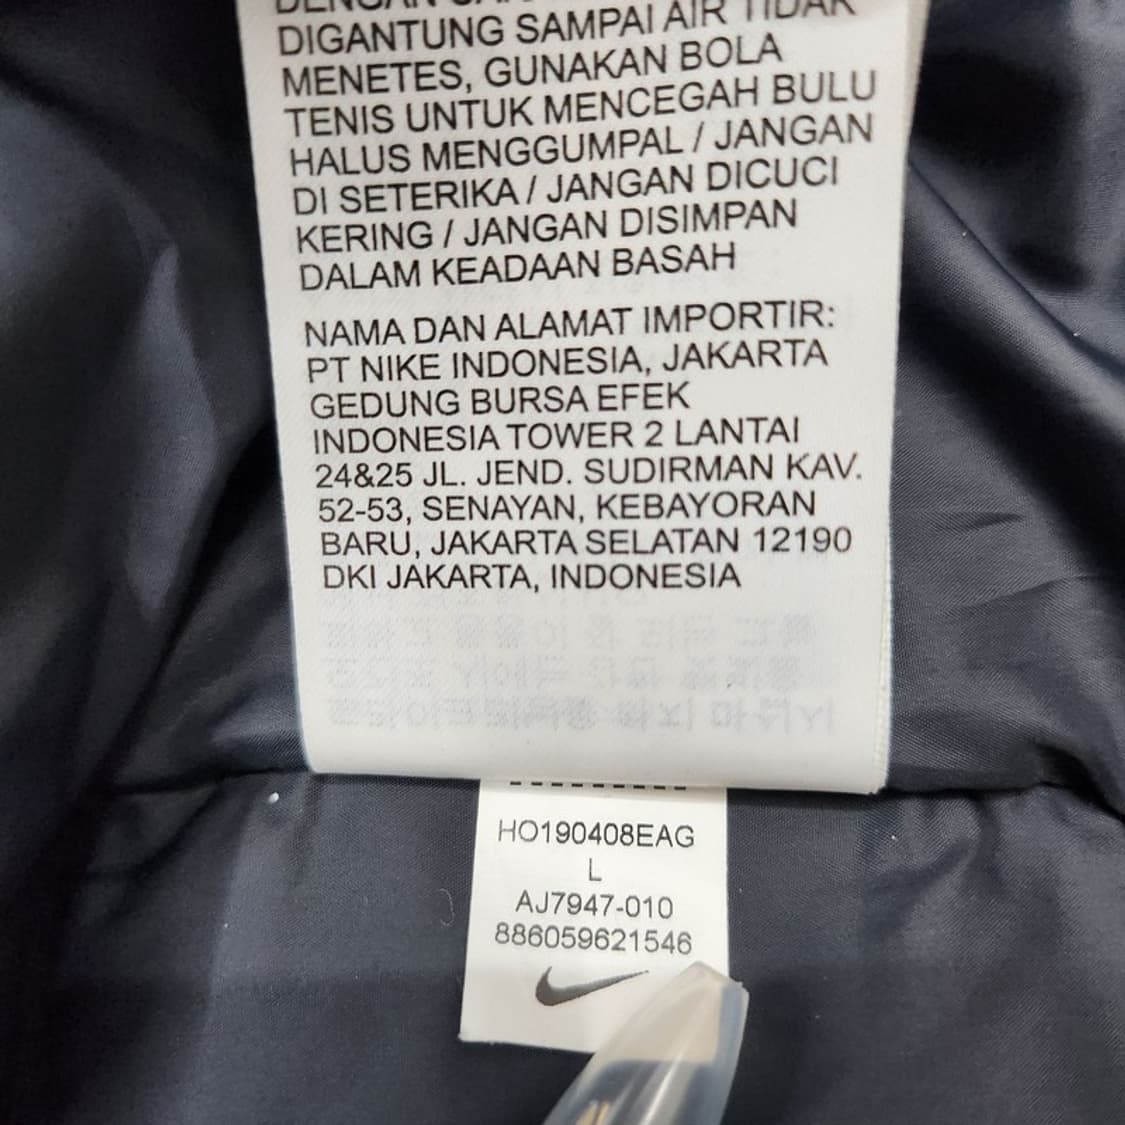 DENGAN
DIGANTUNG SAMPAI AIR TIDAK
MENETES, GUNAKAN BOLA
TENIS UNTUK MENCEGAH BULU
HALUS MENGGUMPAL / JANGAN
DI SETERIKA / JANGAN DICUCI
KERING / JANGAN DISIMPAN
DALAM KEADAAN BASAH
NAMA DAN ALAMAT IMPORTIR:
PT NIKE INDONESIA, JAKARTA
GEDUNG BURSA EFEK
INDONESIA TOWER 2 LANTAI
24&25 JL. JEND. SUDIRMAN KAV.
52-53, SENAYAN, KEBAYORAN
BARU, JAKARTA SELATAN 12190
DKI JAKARTA, INDONESIA
HO190408EAG
L
AJ7947-010
886059621546